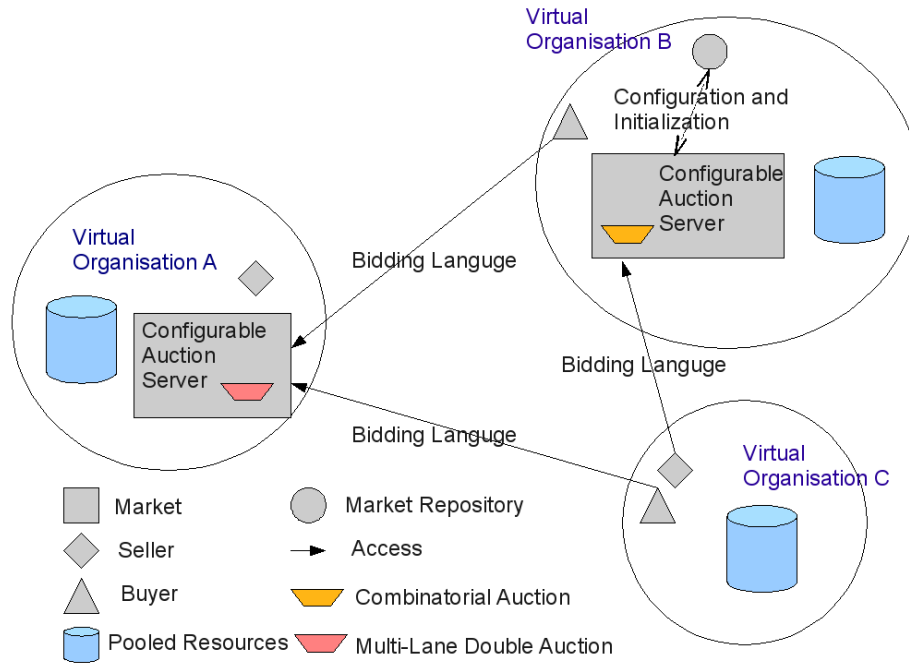 Virtual
Organisation B
Configuration and
Initialization
Configurable
Auction
Server
Virtual
Organisation A
Bidding Languge
Configurable
Auction
Server
Bidding Languge
Bidding Languge
Virtual
Organisation C
Market
Market Repository
Seller
Access
Buyer
Combinatorial Auction
Pooled Resources
Multi-Lane Double Auction